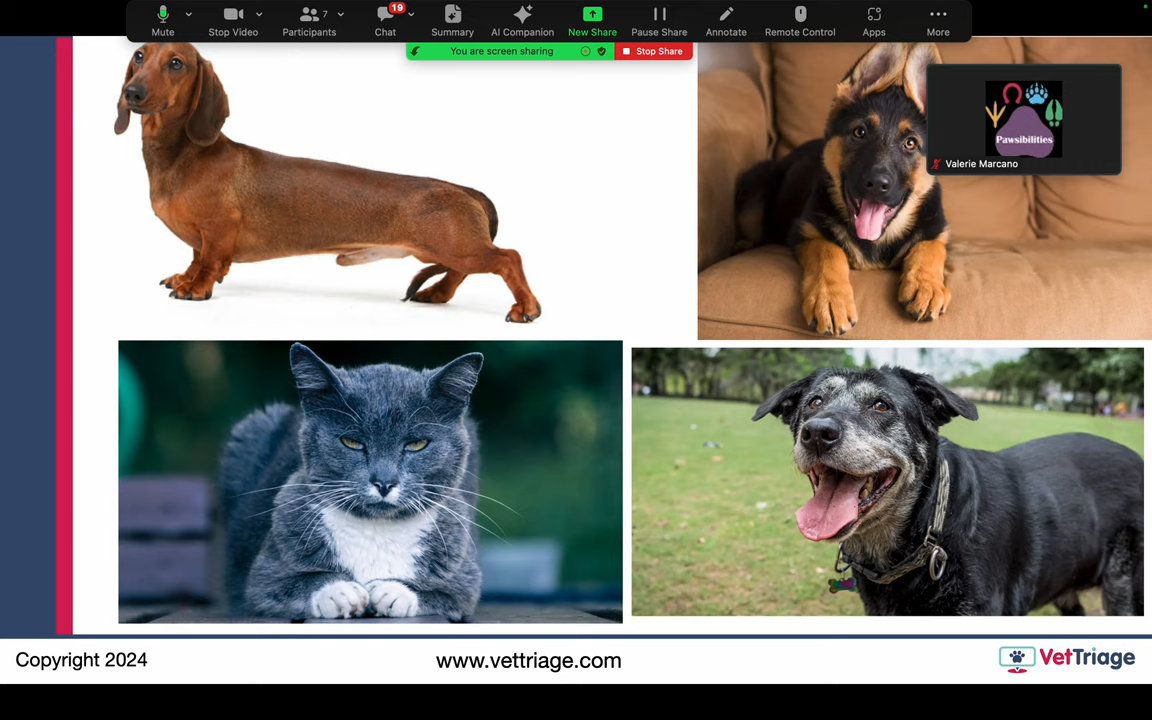 7
19
Mute
Stop Video
Participants
Chat
Summary
AI Companion
New Share
Pause Share
Annotate
Remote Control
Apps
More
You are screen sharing
Stop Share
Pawsibilities
Valerie Marcano
Copyright 2024
www.vettriage.com
VetTriage